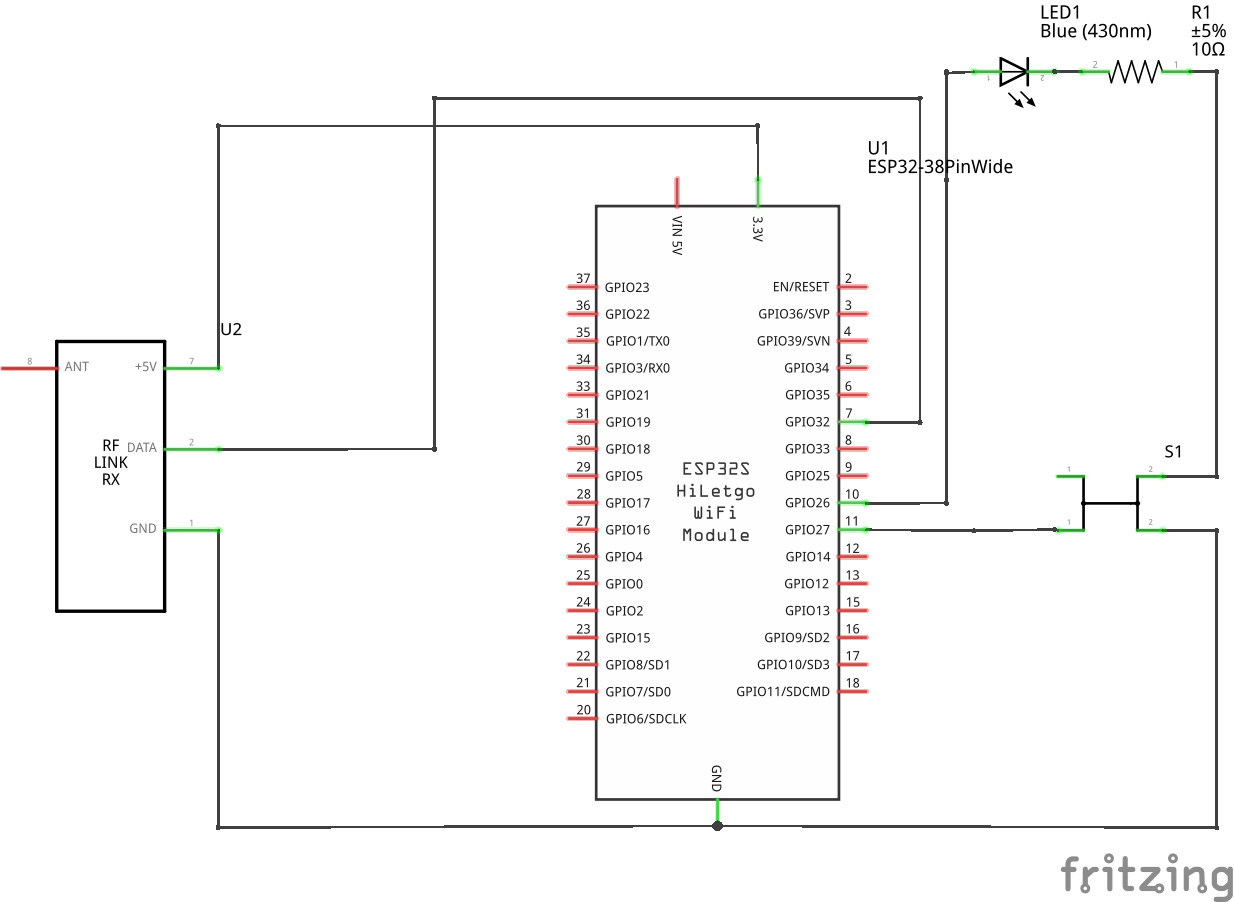 LED1
Blue (430nm)
R1
±5%
10Ω
1
2
2
1
U1
ESP32-38PinWide
VIN 5V
3.3V
37 GPIO23
36 GPIO22
35 GPIO1/TX0
34 GPIO3/RX0
33 GPIO21
31 GPIO19
30 GPIO18
29 GPIO5
28 GPIO17
27 GPIO16
26 GPIO4
25 GPIO0
24 GPIO2
23 GPIO15
22 GPIO8/SD1
21 GPIO7/SD0
20 GPIO6/SDCLK
EN/RESET 2
GPIO36/SVP 3
GPIO39/SVN 4
GPIO34 5
GPIO35 6
GPIO32 7
GPIO33 8
GPIO25 9
GPIO26 10
GPIO27 11
GPIO14 12
GPIO12 13
GPIO13 15
GPIO9/SD2 16
GPIO10/SD3 17
GPIO11/SDCMD 18
ESP32S
HiLetgo
WiFi
Module
GND
U2
8 ANT
+5V 7
DATA 2
GND 1
RF
LINK
RX
S1
1
2
1
2
fritzing